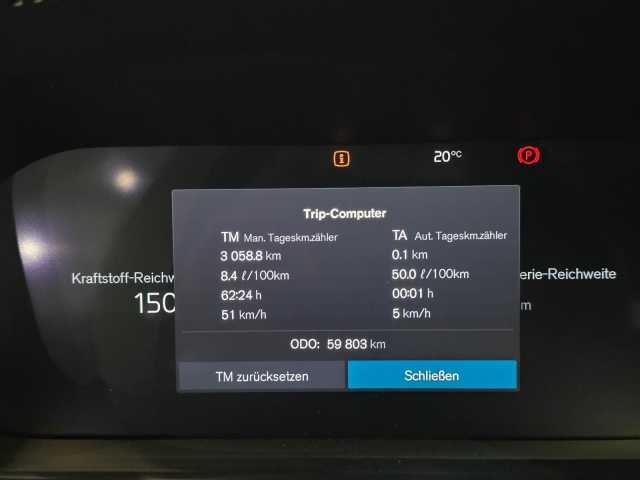 20°C
P
Trip-Computer
TM Man. Tageskm.zähler
TA Aut. Tageskm.zähler
3 058.8 km
0.1 km
Kraftstoff-Reichw
8.4 ℓ/100km
50.0 ℓ/100km
erie-Reichweite
150
62:24 h
00:01 h
m
51 km/h
5 km/h
ODO: 59 803 km
TM zurücksetzen
Schließen